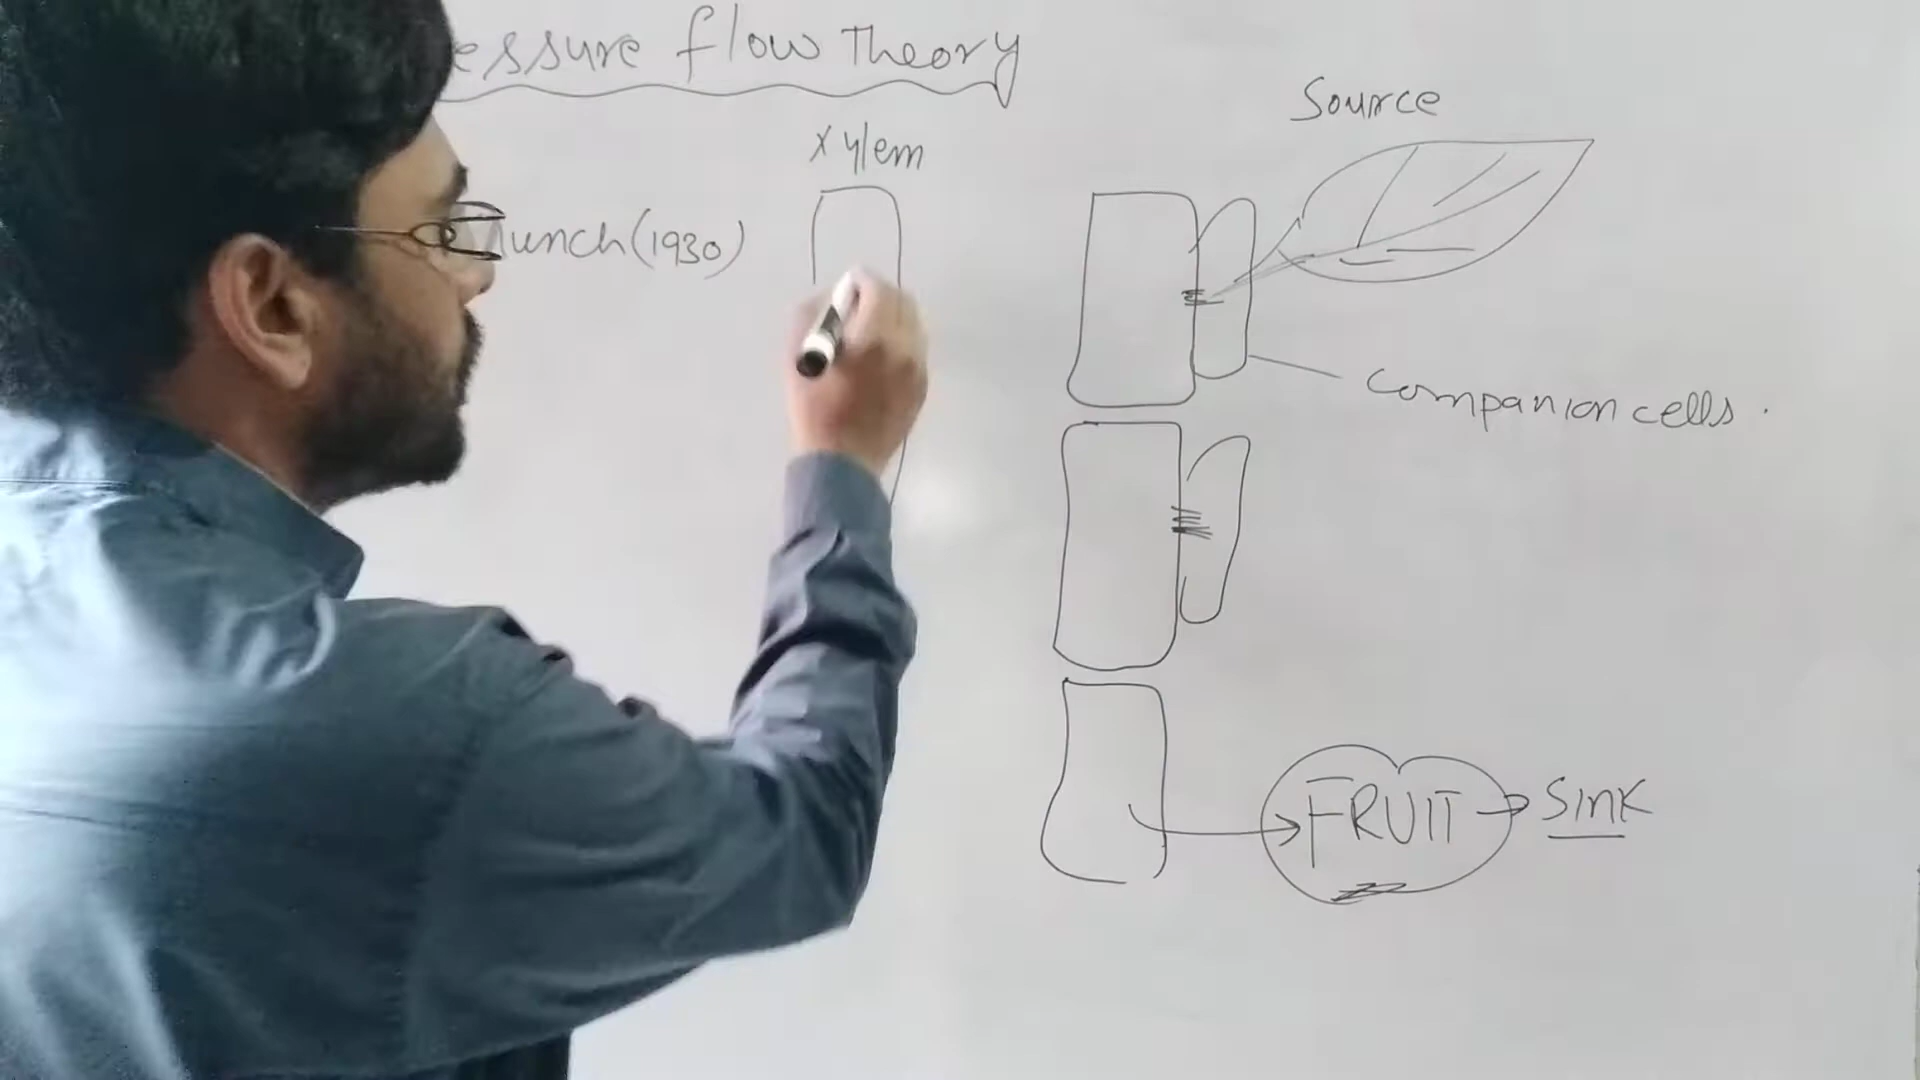 essure flow Theory
Source
xylem
unch (1930)
Companion cells.
FRUIT → Sink